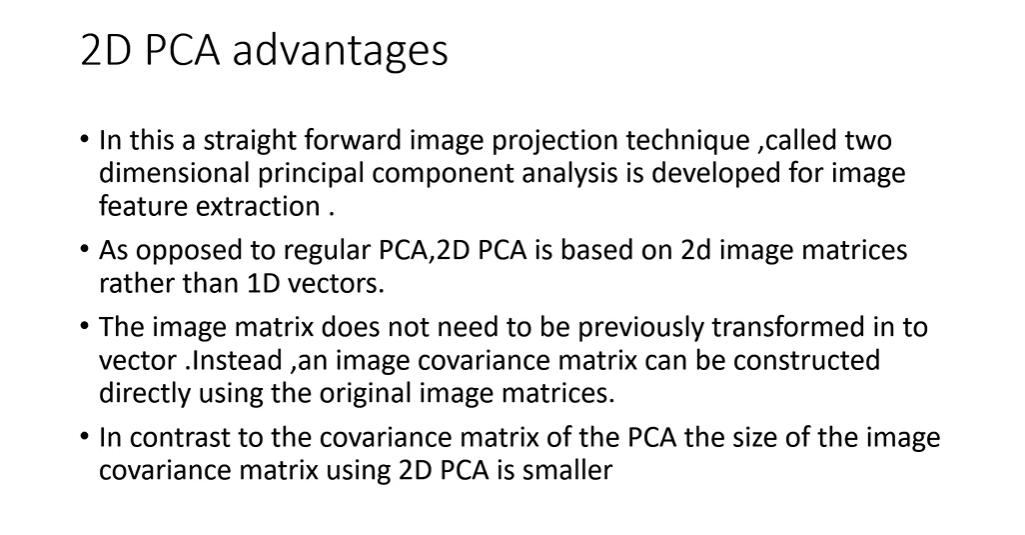 2D PCA advantages
• In this a straight forward image projection technique ,called two
dimensional principal component analysis is developed for image
feature extraction .
• As opposed to regular PCA,2D PCA is based on 2d image matrices
rather than 1D vectors.
• The image matrix does not need to be previously transformed in to
vector .Instead ,an image covariance matrix can be constructed
directly using the original image matrices.
• In contrast to the covariance matrix of the PCA the size of the image
covariance matrix using 2D PCA is smaller